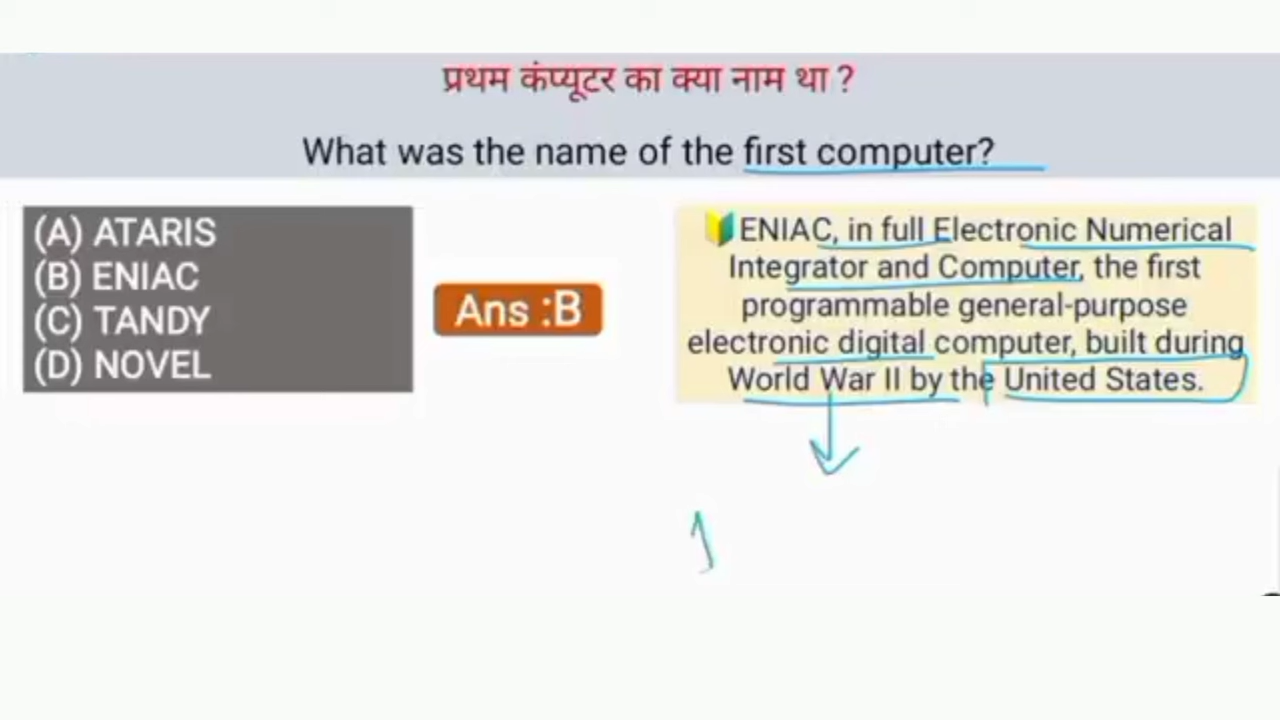 प्रथम कंप्यूटर का क्या नाम था ?
What was the name of the first computer?
(A) ATARIS
(B) ENIAC
(C) TANDY
(D) NOVEL
Ans :B
ENIAC, in full Electronic Numerical
Integrator and Computer, the first
programmable general-purpose
electronic digital computer, built during
World War II by the United States.
1